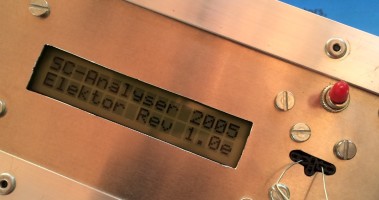 SC-Analyser 2005
Elektor Rev 1.0e